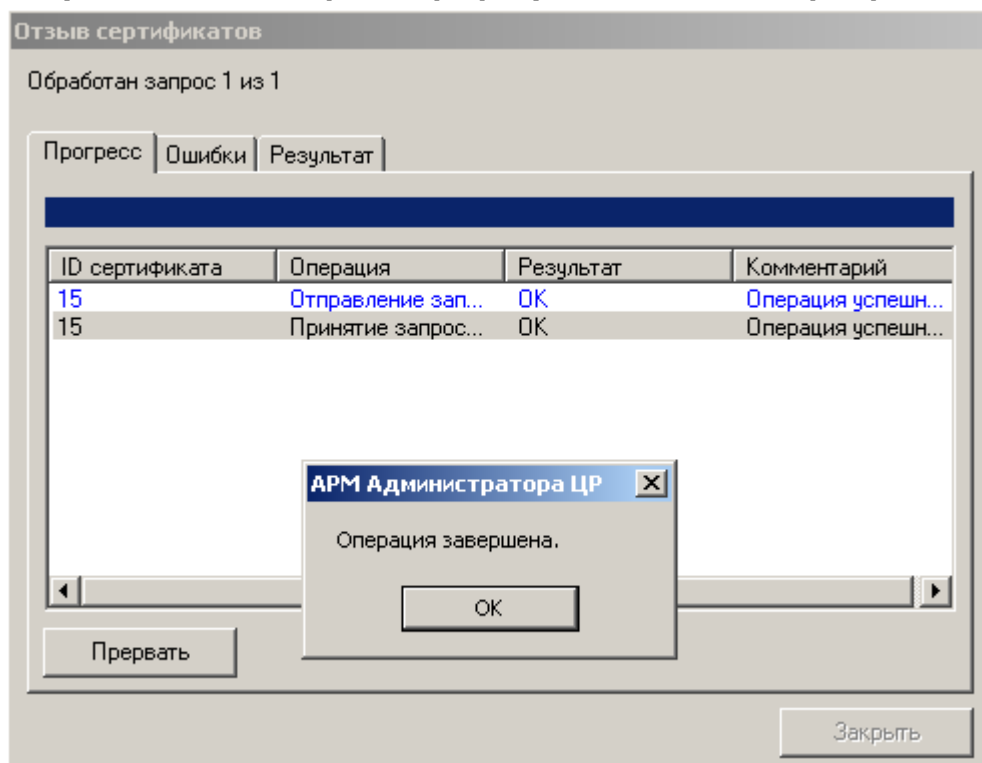 Отзыв сертификатов
Обработан запрос 1 из 1
Прогресс Ошибки Результат
ID сертификата Операция Результат Комментарий
15 Отправление зап... OK Операция успешн...
15 Принятие запрос... OK Операция успешн...
АРМ Администратора ЦР
Операция завершена.
OK
Прервать
Закрыть